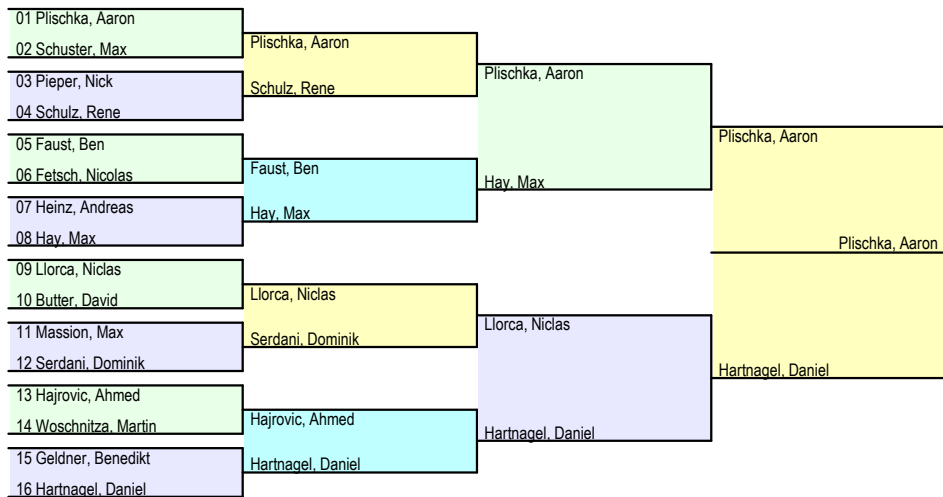 01 Plischka, Aaron
02 Schuster, Max
03 Pieper, Nick
04 Schulz, Rene
05 Faust, Ben
06 Fetsch, Nicolas
07 Heinz, Andreas
08 Hay, Max
09 Llorca, Niclas
10 Butter, David
11 Massion, Max
12 Serdani, Dominik
13 Hajrovic, Ahmed
14 Woschnitza, Martin
15 Geldner, Benedikt
16 Hartnagel, Daniel
Plischka, Aaron
Schulz, Rene
Faust, Ben
Hay, Max
Llorca, Niclas
Serdani, Dominik
Hajrovic, Ahmed
Hartnagel, Daniel
Plischka, Aaron
Hay, Max
Llorca, Niclas
Hartnagel, Daniel
Plischka, Aaron
Hartnagel, Daniel
Plischka, Aaron